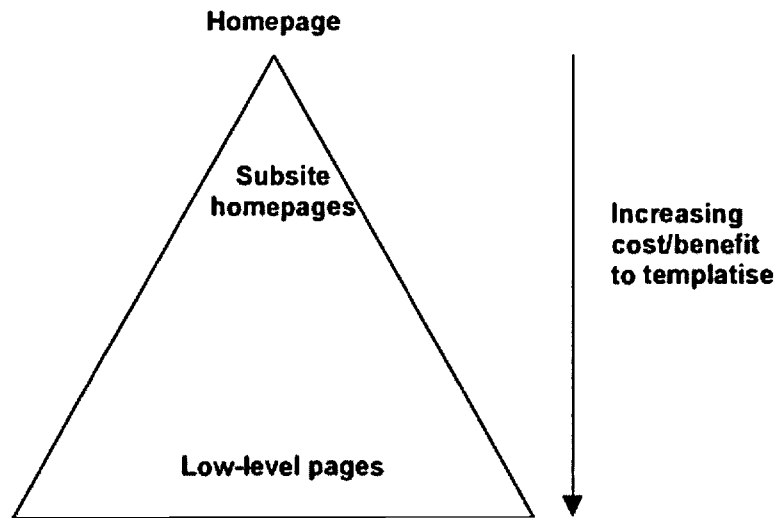 Homepage
Subsite
homepages
Increasing
cost/benefit
to templatise
Low-level pages